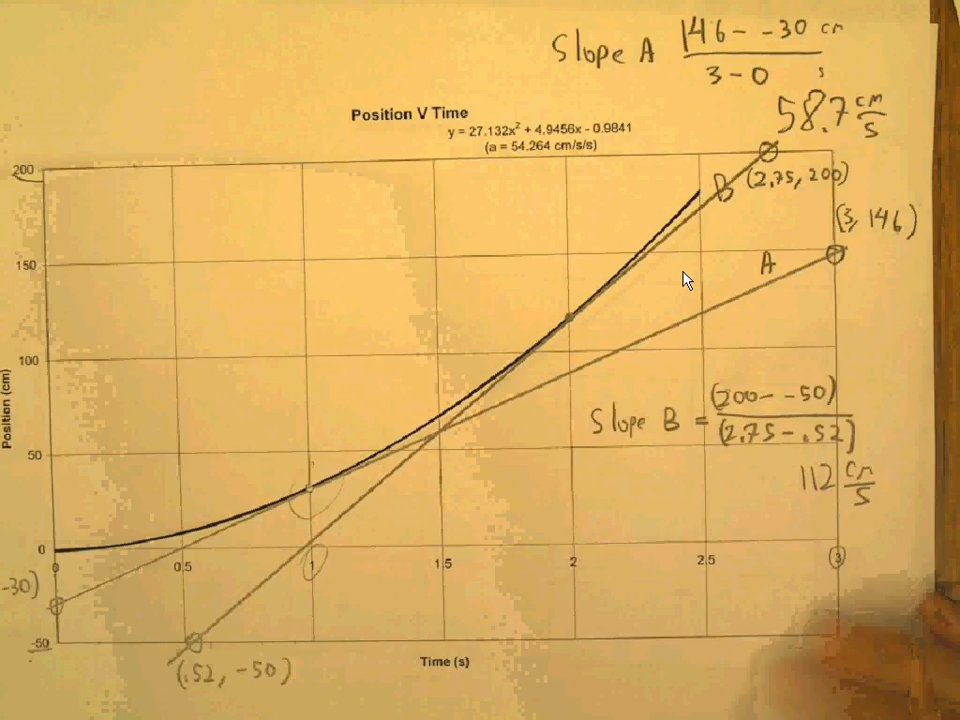 Slope A 146 - -30 cm
3 - 0 s
58.7 cm
s
Position V Time
y = 27.132x² + 4.9456x - 0.9841
(a = 54.264 cm/s/s)
200
B (2.75, 200)
(3, 146)
150
A
100
Position (cm)
Slope B = (200 - -50)
(2.75 - .52)
50
112 cm
s
0
0 0.5 1 1.5 2 2.5 3
-30)
-50
Time (s)
(.52, -50)